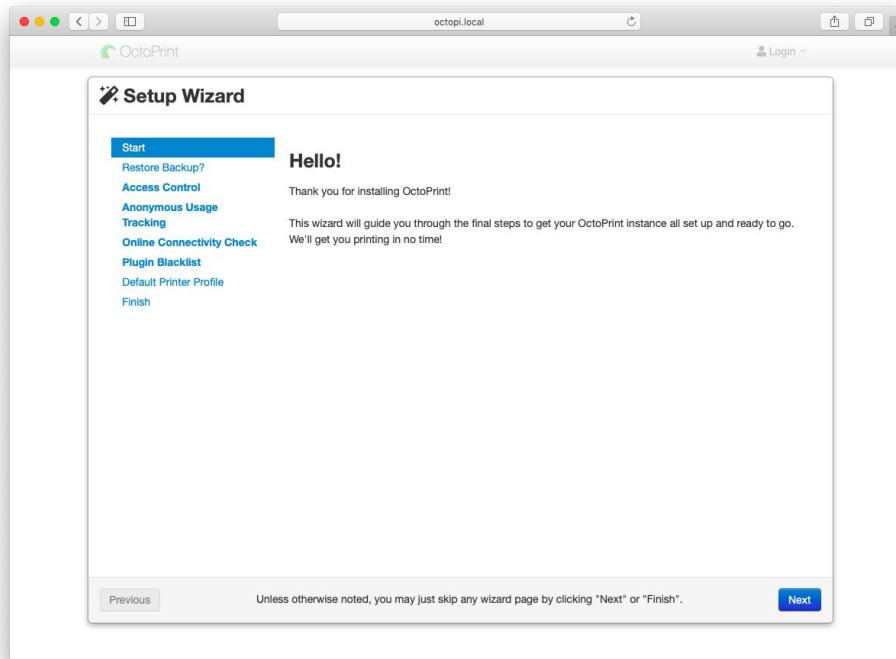 octopi.local
OctoPrint
Login
Setup Wizard
Start
Restore Backup?
Access Control
Anonymous Usage
Tracking
Online Connectivity Check
Plugin Blacklist
Default Printer Profile
Finish
Hello!
Thank you for installing OctoPrint!
This wizard will guide you through the final steps to get your OctoPrint instance all set up and ready to go.
We'll get you printing in no time!
Previous
Unless otherwise noted, you may just skip any wizard page by clicking "Next" or "Finish".
Next